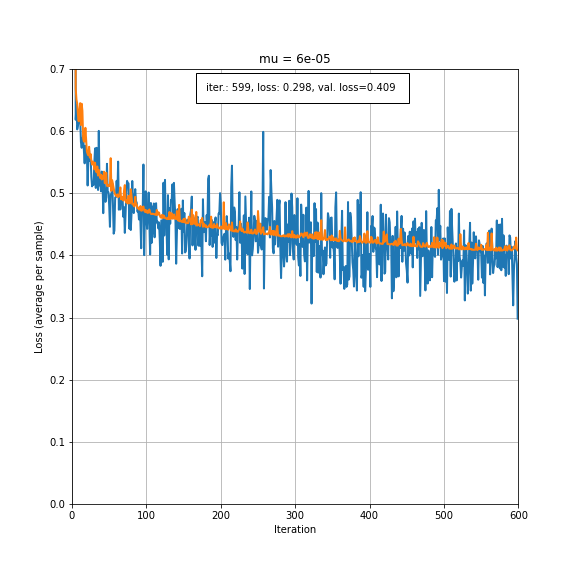 mu = 6e-05
iter.: 599, loss: 0.298, val. loss=0.409
0.7
0.6
0.5
0.4
0.3
0.2
0.1
0.0
Loss (average per sample)
0 100 200 300 400 500 600
Iteration